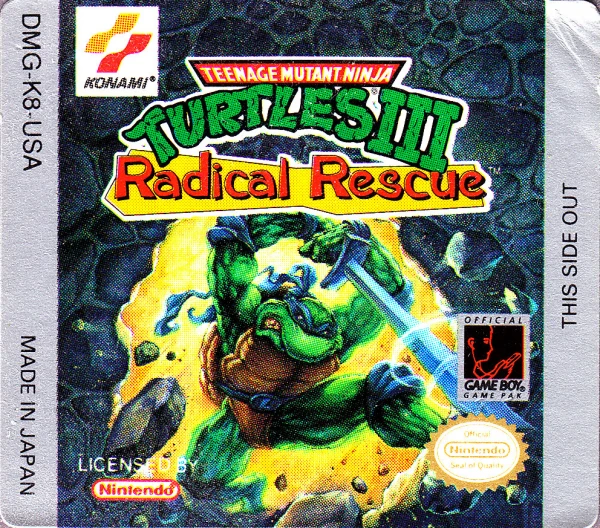 DMG-K8-USA
MADE IN JAPAN
KONAMI®
TEENAGE MUTANT NINJA
TURTLES III
Radical Rescue™
THIS SIDE OUT
OFFICIAL
GAME BOY
GAME PAK
LICENSED BY
Nintendo
Official
Nintendo
Seal of Quality